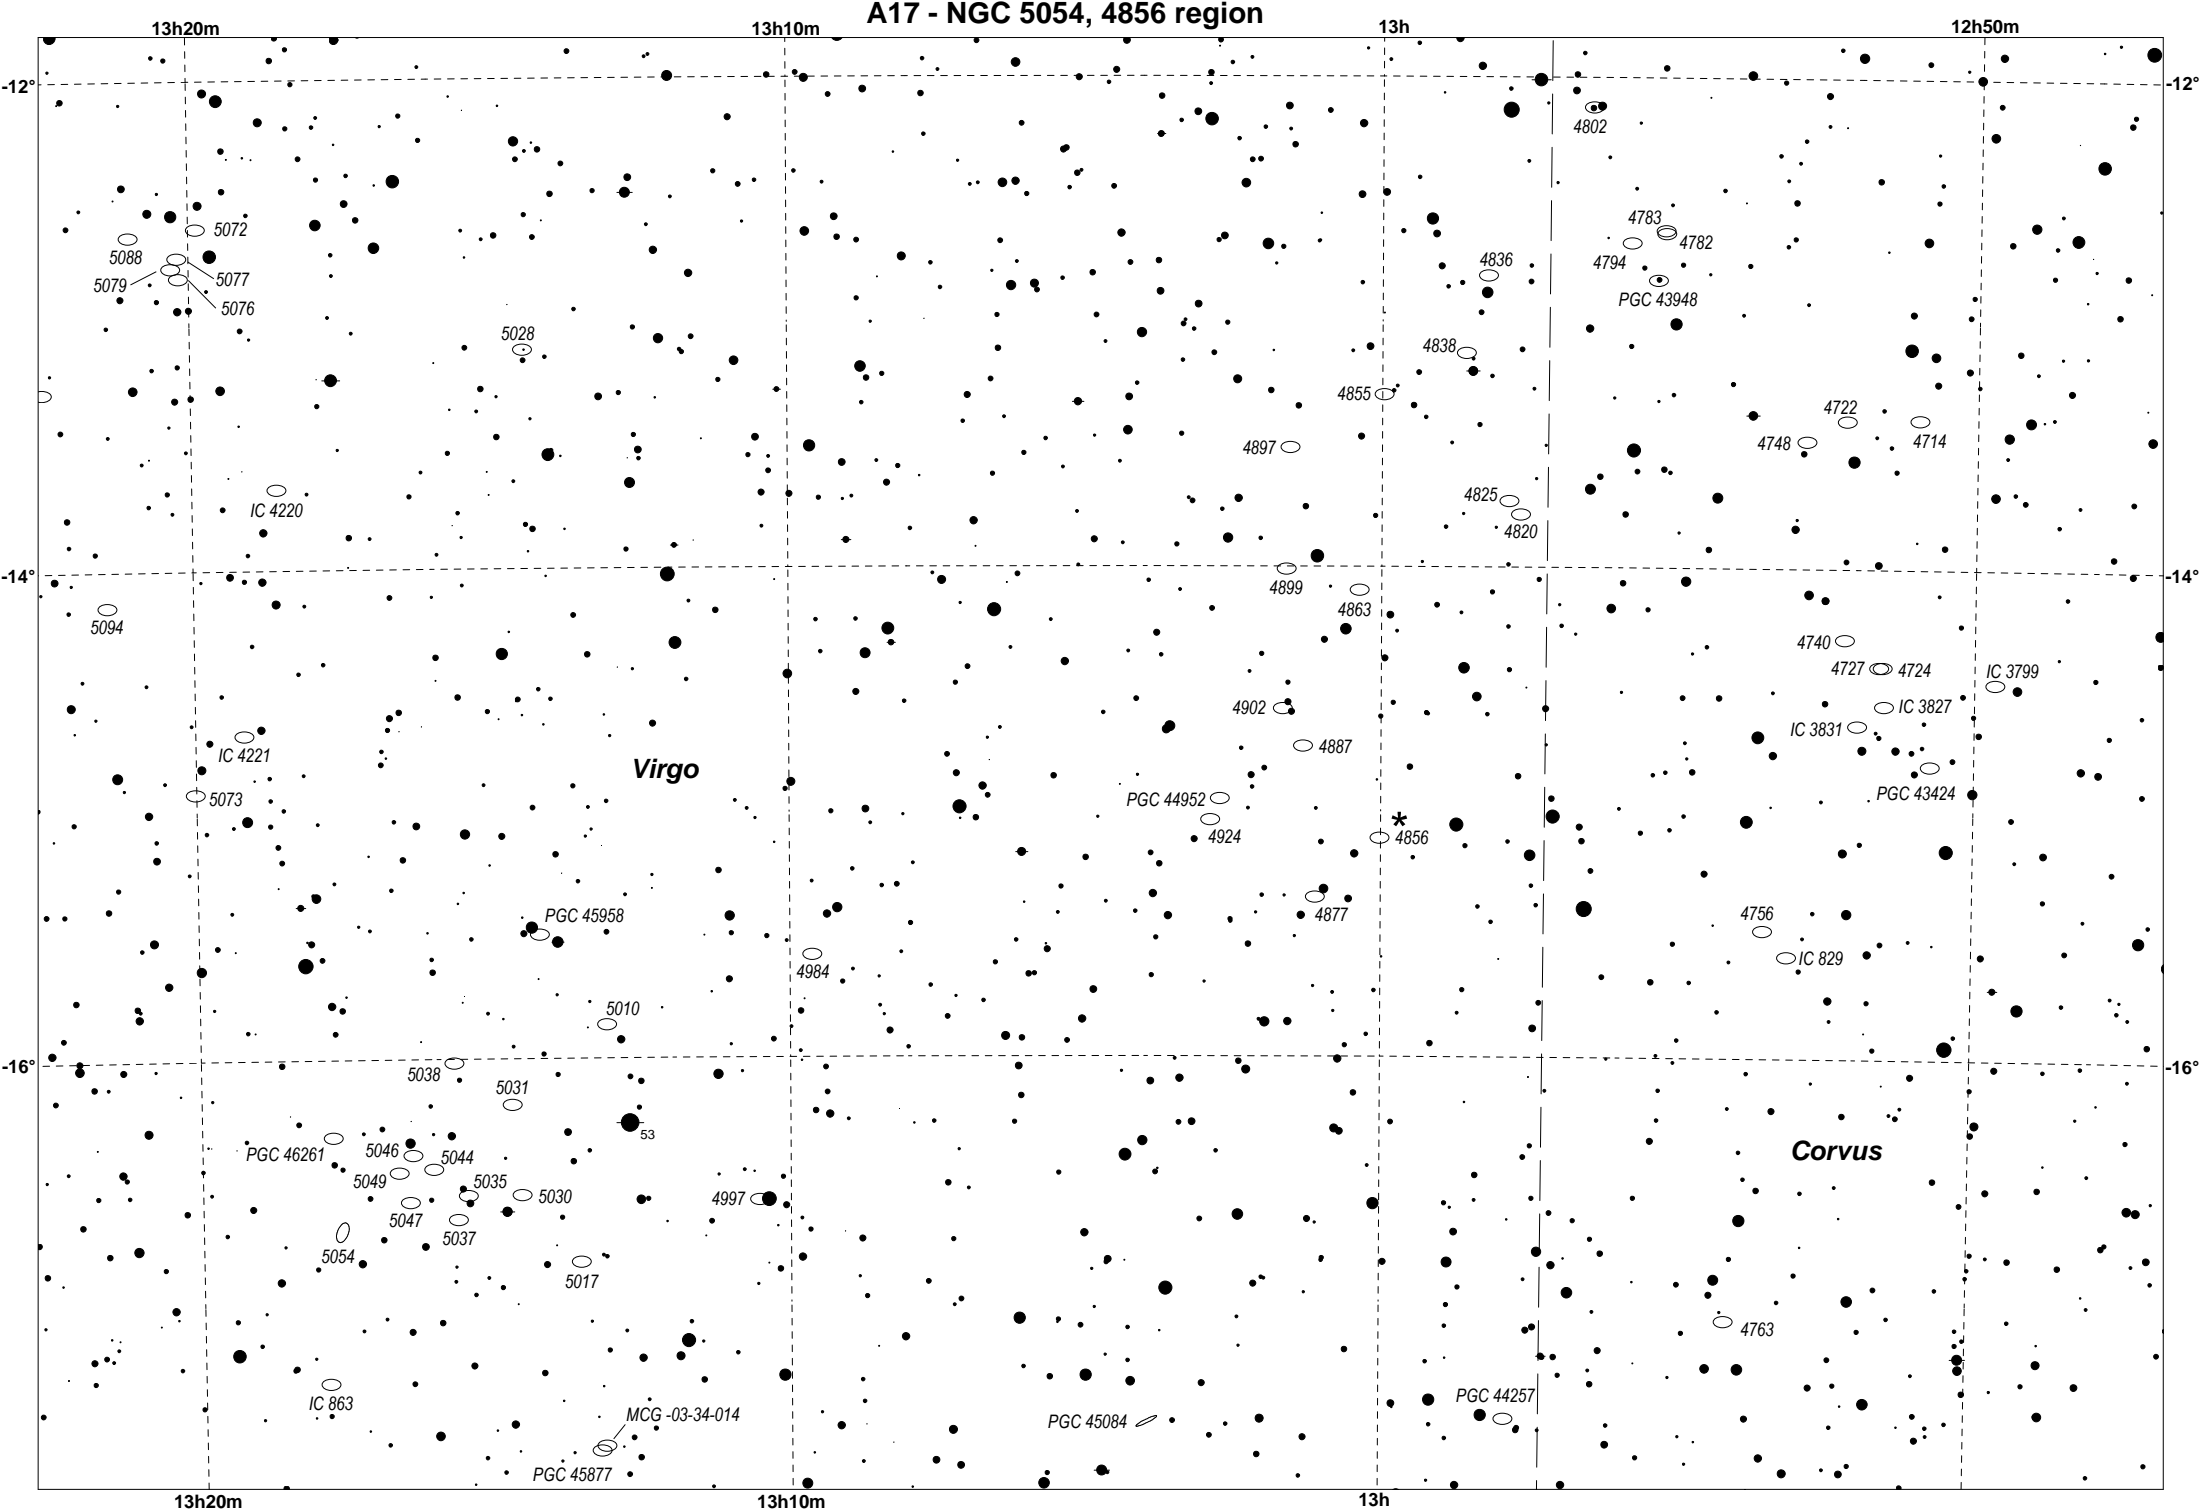 A17 - NGC 5054, 4856 region
13h20m
13h10m
13h
12h50m
-12°
-12°
4802
4783
4782
4794
PGC 43948
5072
5088
5077
5079
5076
4836
5028
4838
4855
4722
4714
4748
4897
IC 4220
4825
4820
-14°
-14°
4899
4863
5094
4740
4727
4724
IC 3799
4902
IC 3827
IC 3831
4887
IC 4221
Virgo
PGC 43424
5073
PGC 44952
4924
*
4856
PGC 45958
4877
4756
4984
IC 829
5010
-16°
-16°
5038
5031
53
PGC 46261
5046
5044
Corvus
5049
5035
5030
4997
5047
5037
5054
5017
4763
IC 863
MCG -03-34-014
PGC 45084
PGC 44257
PGC 45877
13h20m
13h10m
13h